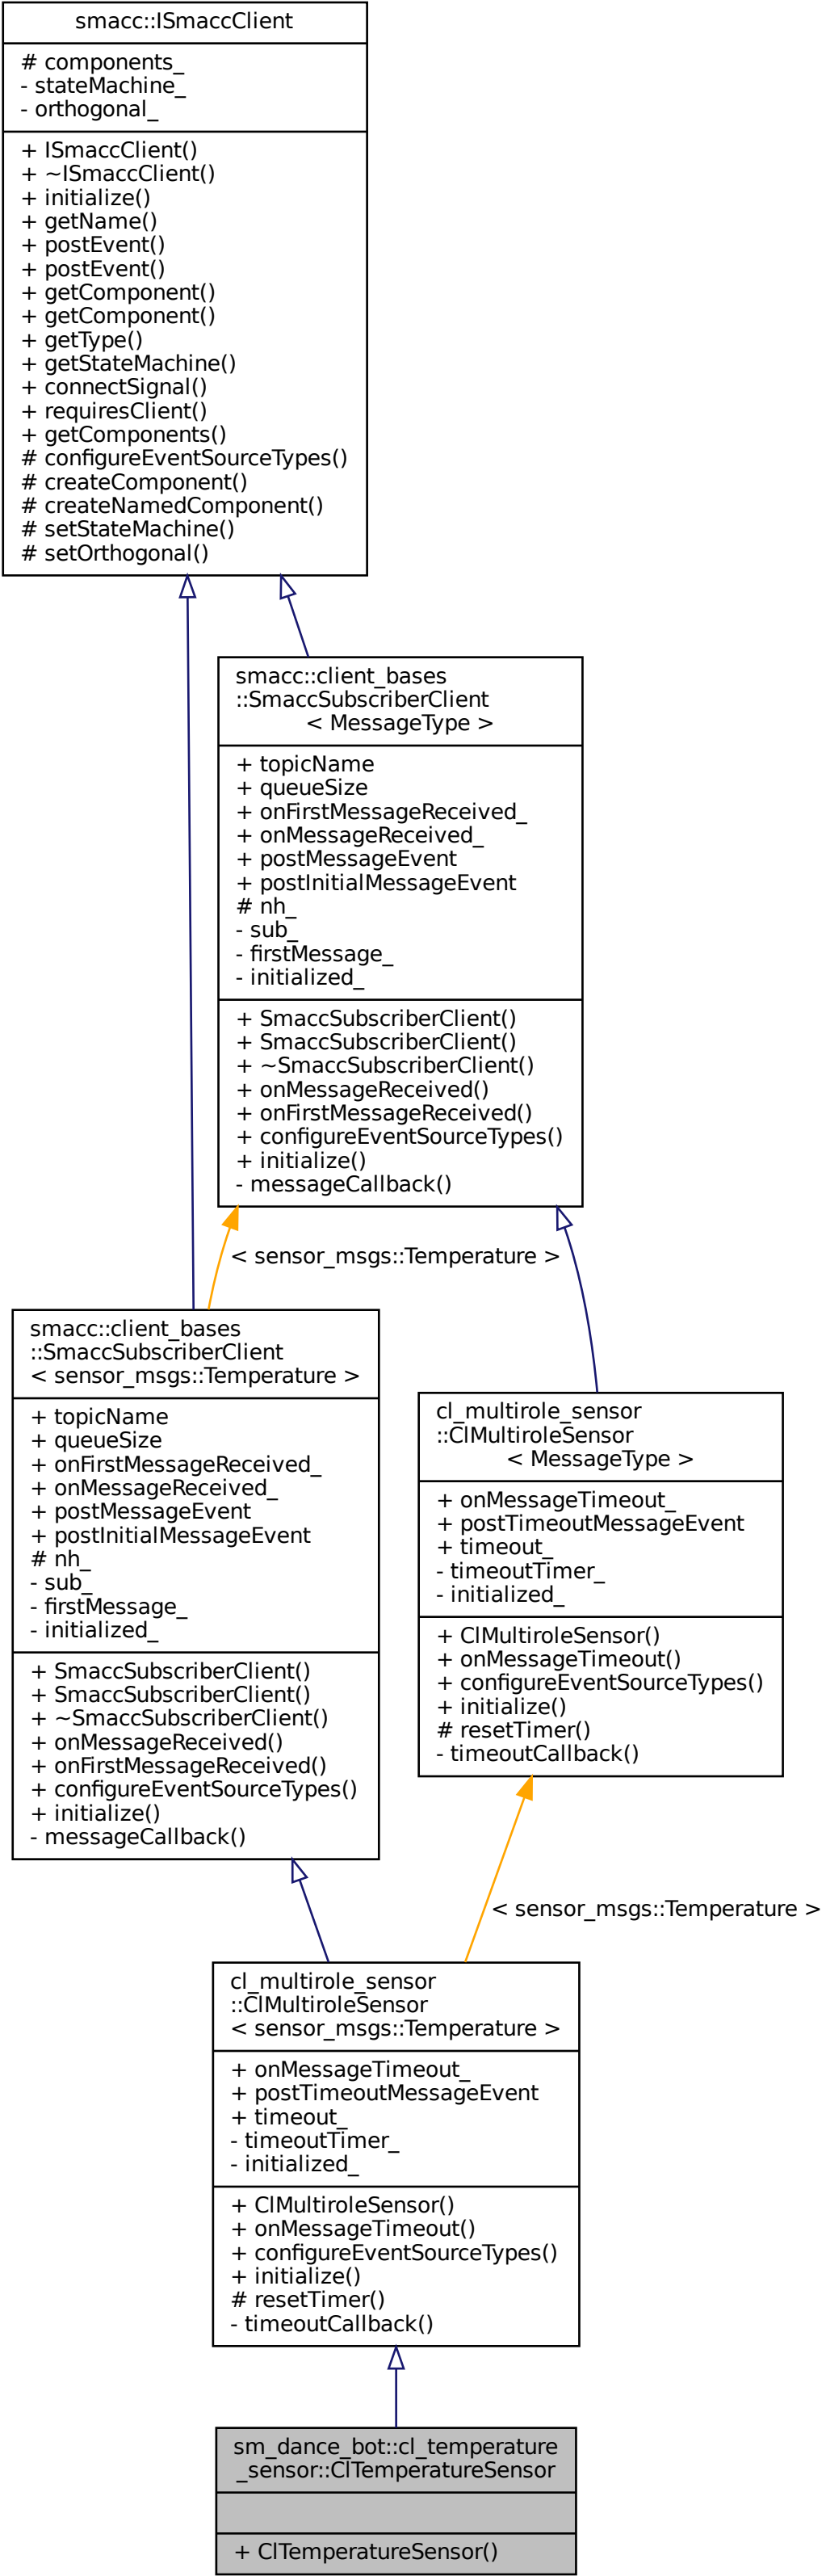 smacc::ISmaccClient
# components_
- stateMachine_
- orthogonal_
+ ISmaccClient()
+ ~ISmaccClient()
+ initialize()
+ getName()
+ postEvent()
+ postEvent()
+ getComponent()
+ getComponent()
+ getType()
+ getStateMachine()
+ connectSignal()
+ requiresClient()
+ getComponents()
# configureEventSourceTypes()
# createComponent()
# createNamedComponent()
# setStateMachine()
# setOrthogonal()
smacc::client_bases
::SmaccSubscriberClient
< MessageType >
+ topicName
+ queueSize
+ onFirstMessageReceived_
+ onMessageReceived_
+ postMessageEvent
+ postInitialMessageEvent
# nh_
- sub_
- firstMessage_
- initialized_
+ SmaccSubscriberClient()
+ SmaccSubscriberClient()
+ ~SmaccSubscriberClient()
+ onMessageReceived()
+ onFirstMessageReceived()
+ configureEventSourceTypes()
+ initialize()
- messageCallback()
< sensor_msgs::Temperature >
smacc::client_bases
::SmaccSubscriberClient
< sensor_msgs::Temperature >
+ topicName
+ queueSize
+ onFirstMessageReceived_
+ onMessageReceived_
+ postMessageEvent
+ postInitialMessageEvent
# nh_
- sub_
- firstMessage_
- initialized_
+ SmaccSubscriberClient()
+ SmaccSubscriberClient()
+ ~SmaccSubscriberClient()
+ onMessageReceived()
+ onFirstMessageReceived()
+ configureEventSourceTypes()
+ initialize()
- messageCallback()
cl_multirole_sensor
::ClMultiroleSensor
< MessageType >
+ onMessageTimeout_
+ postTimeoutMessageEvent
+ timeout_
- timeoutTimer_
- initialized_
+ ClMultiroleSensor()
+ onMessageTimeout()
+ configureEventSourceTypes()
+ initialize()
# resetTimer()
- timeoutCallback()
< sensor_msgs::Temperature >
cl_multirole_sensor
::ClMultiroleSensor
< sensor_msgs::Temperature >
+ onMessageTimeout_
+ postTimeoutMessageEvent
+ timeout_
- timeoutTimer_
- initialized_
+ ClMultiroleSensor()
+ onMessageTimeout()
+ configureEventSourceTypes()
+ initialize()
# resetTimer()
- timeoutCallback()
sm_dance_bot::cl_temperature
_sensor::ClTemperatureSensor
+ ClTemperatureSensor()